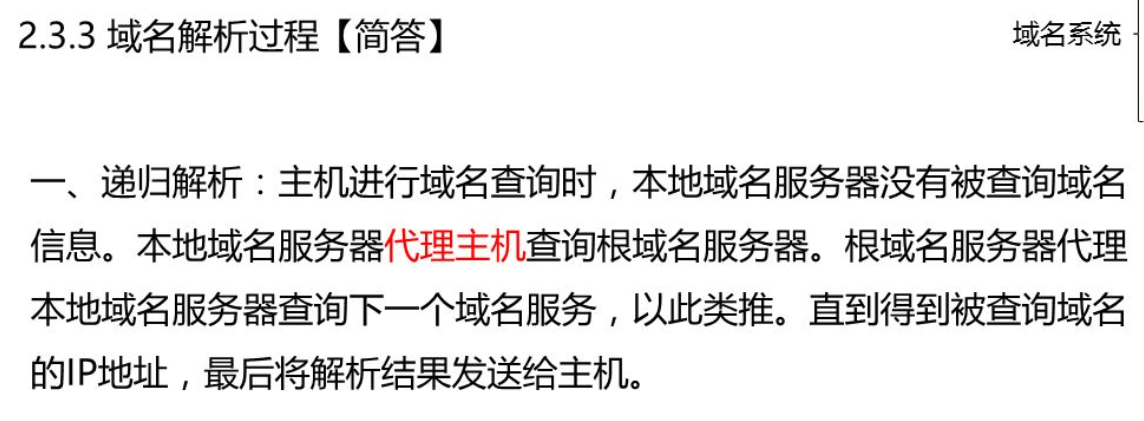 2.3.3 域名解析过程【简答】
域名系统
一、递归解析：主机进行域名查询时，本地域名服务器没有被查询域名
信息。本地域名服务器代理主机查询根域名服务器。根域名服务器代理
本地域名服务器查询下一个域名服务，以此类推。直到得到被查询域名
的IP地址，最后将解析结果发送给主机。